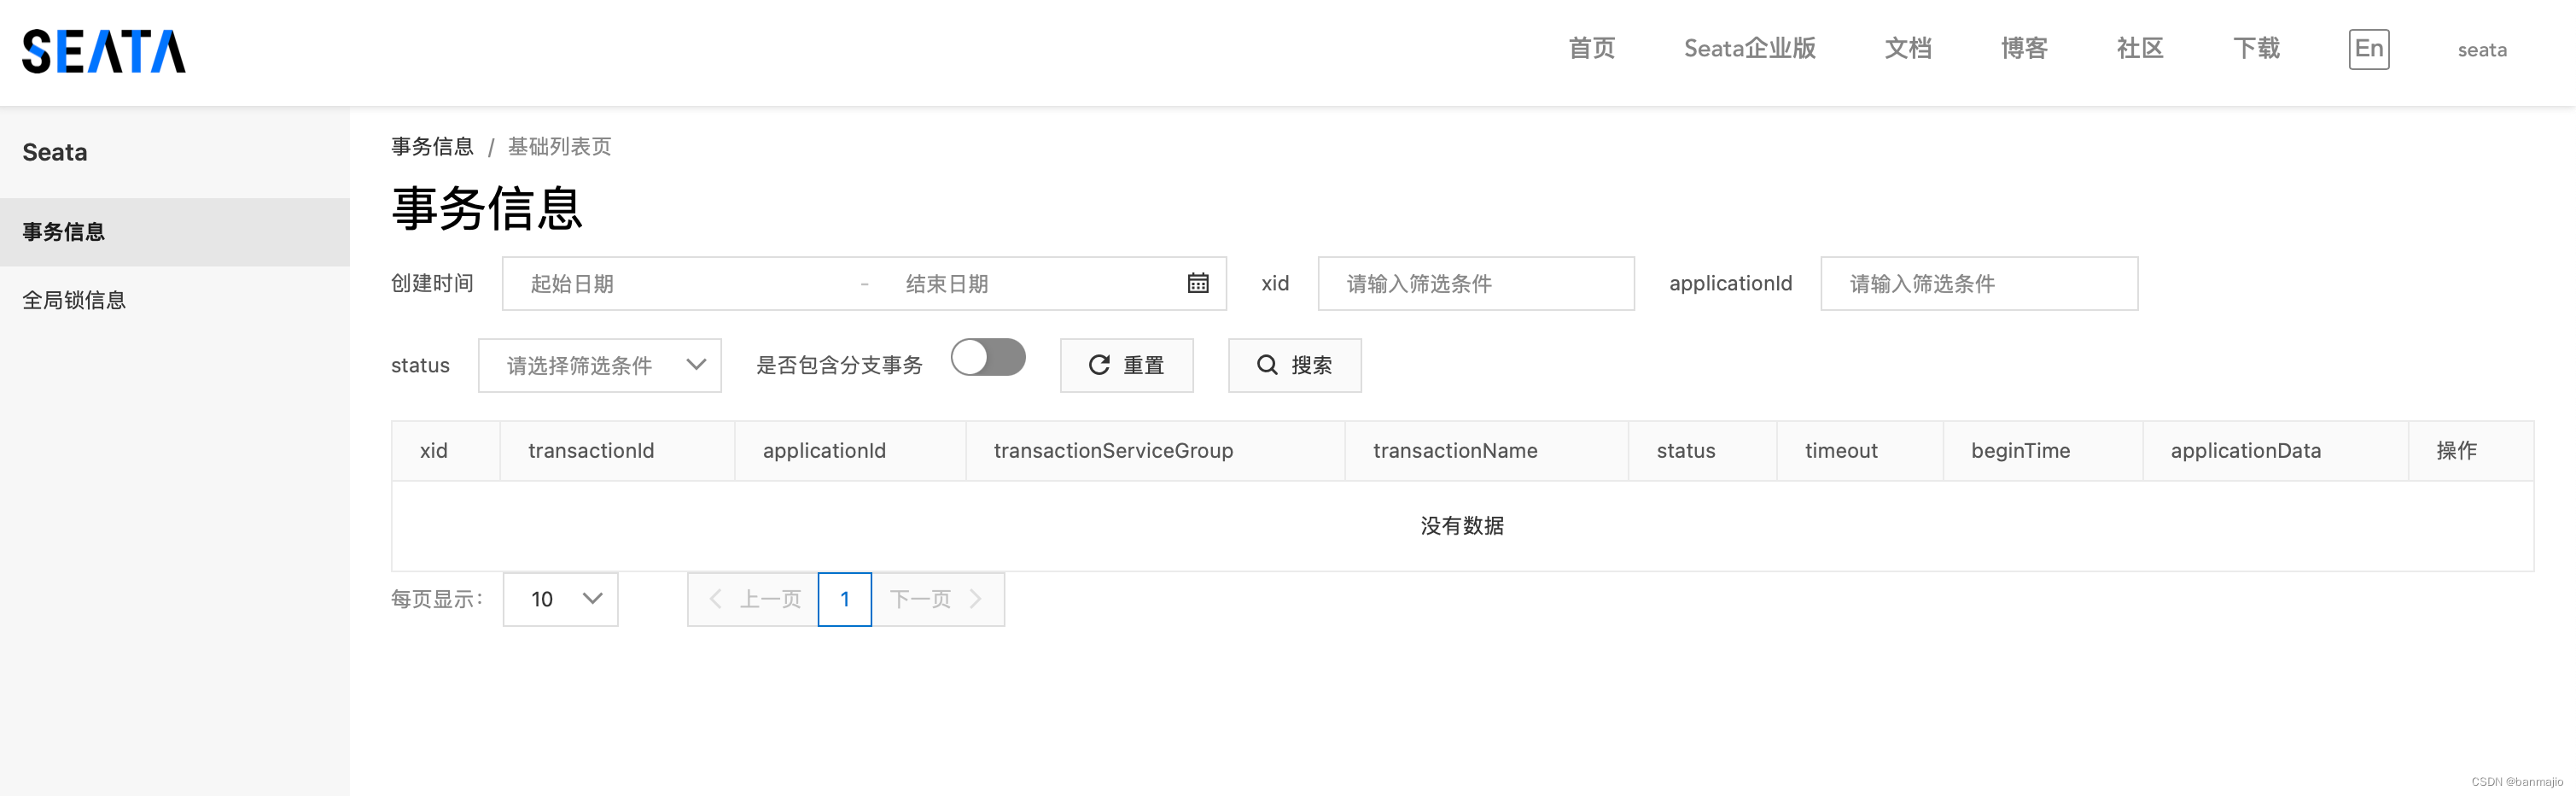 SEATA
首页 Seata企业版 文档 博客 社区 下载 En seata
Seata
事务信息
全局锁信息
事务信息 / 基础列表页
事务信息
创建时间 起始日期 - 结束日期 xid 请输入筛选条件 applicationId 请输入筛选条件
status 请选择筛选条件 是否包含分支事务 重置 搜索
xid transactionId applicationId transactionServiceGroup transactionName status timeout beginTime applicationData 操作
没有数据
每页显示： 10 上一页 1 下一页
CSDN @banmajio